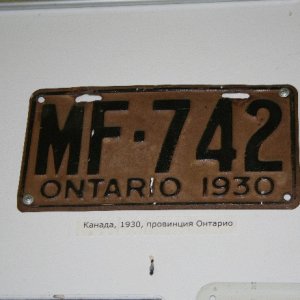 MF-742
ONTARIO 1930
Канада, 1930, провинция Онтарио